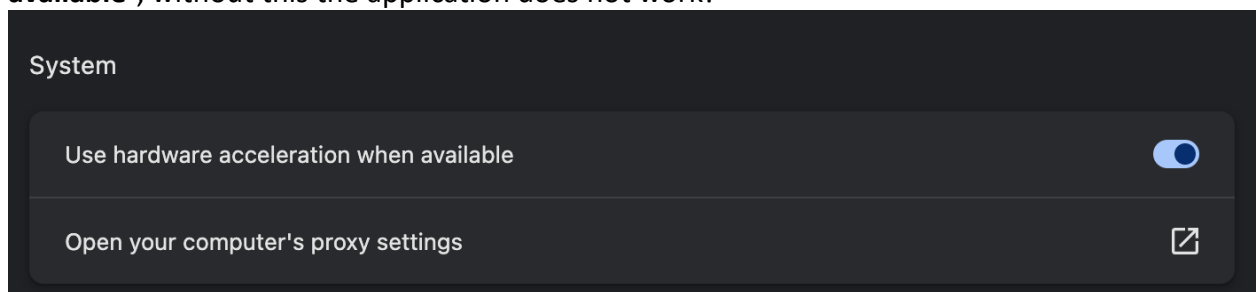 available", without this the application does not work.
System
Use hardware acceleration when available
Open your computer's proxy settings